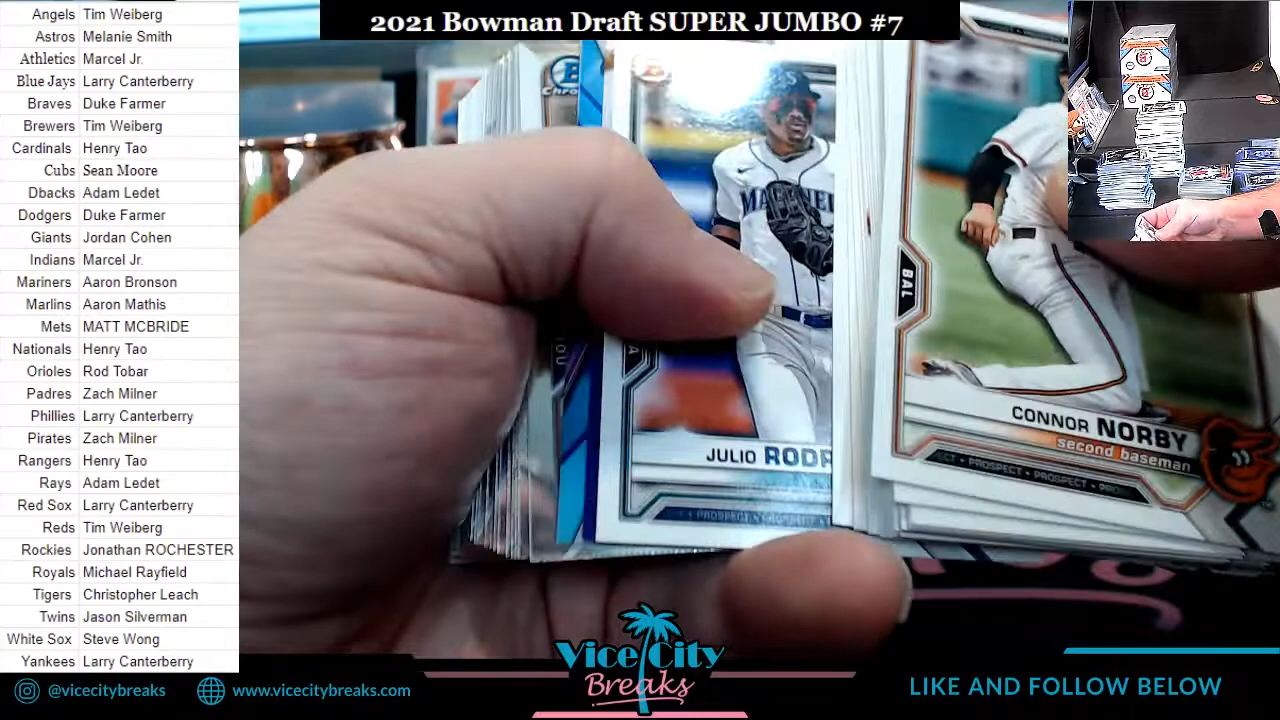 2021 Bowman Draft SUPER JUMBO #7
Angels Tim Weiberg
Astros Melanie Smith
Athletics Marcel Jr.
Blue Jays Larry Canterberry
Braves Duke Farmer
Brewers Tim Weiberg
Cardinals Henry Tao
Cubs Sean Moore
Dbacks Adam Ledet
Dodgers Duke Farmer
Giants Jordan Cohen
Indians Marcel Jr.
Mariners Aaron Bronson
Marlins Aaron Mathis
Mets MATT MCBRIDE
Nationals Henry Tao
Orioles Rod Tobar
Padres Zach Milner
Phillies Larry Canterberry
Pirates Zach Milner
Rangers Henry Tao
Rays Adam Ledet
Red Sox Larry Canterberry
Reds Tim Weiberg
Rockies Jonathan ROCHESTER
Royals Michael Rayfield
Tigers Christopher Leach
Twins Jason Silverman
White Sox Steve Wong
Yankees Larry Canterberry
JULIO RODR
PROSPECT
BAL
CONNOR NORBY
second baseman
PROSPECT • PROSPECT • PRO
@vicecitybreaks
www.vicecitybreaks.com
Vice City
Breaks
LIKE AND FOLLOW BELOW